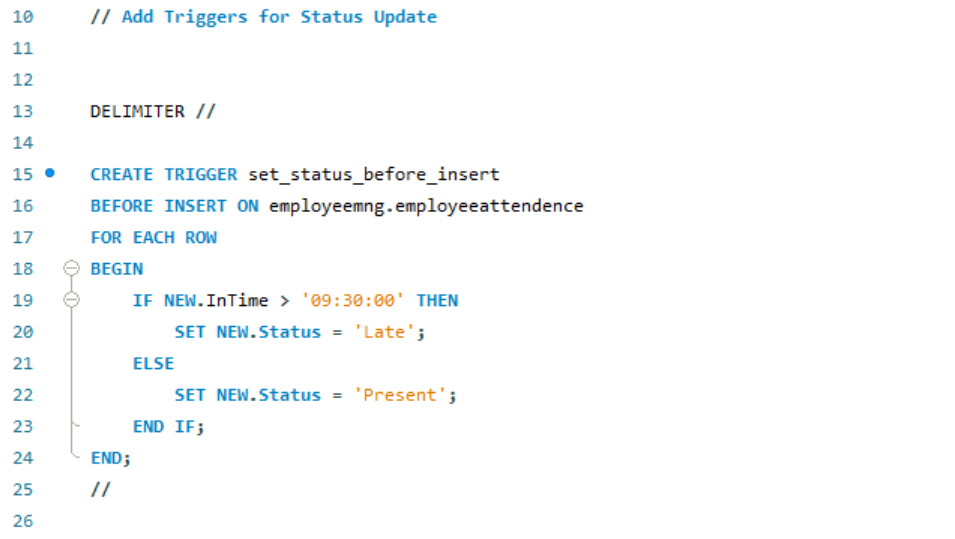 10 // Add Triggers for Status Update
11
12
13 DELIMITER //
14
15 CREATE TRIGGER set_status_before_insert
16 BEFORE INSERT ON employeemng.employeeattendence
17 FOR EACH ROW
18 BEGIN
19     IF NEW.InTime > '09:30:00' THEN
20         SET NEW.Status = 'Late';
21     ELSE
22         SET NEW.Status = 'Present';
23     END IF;
24 END;
25 //
26